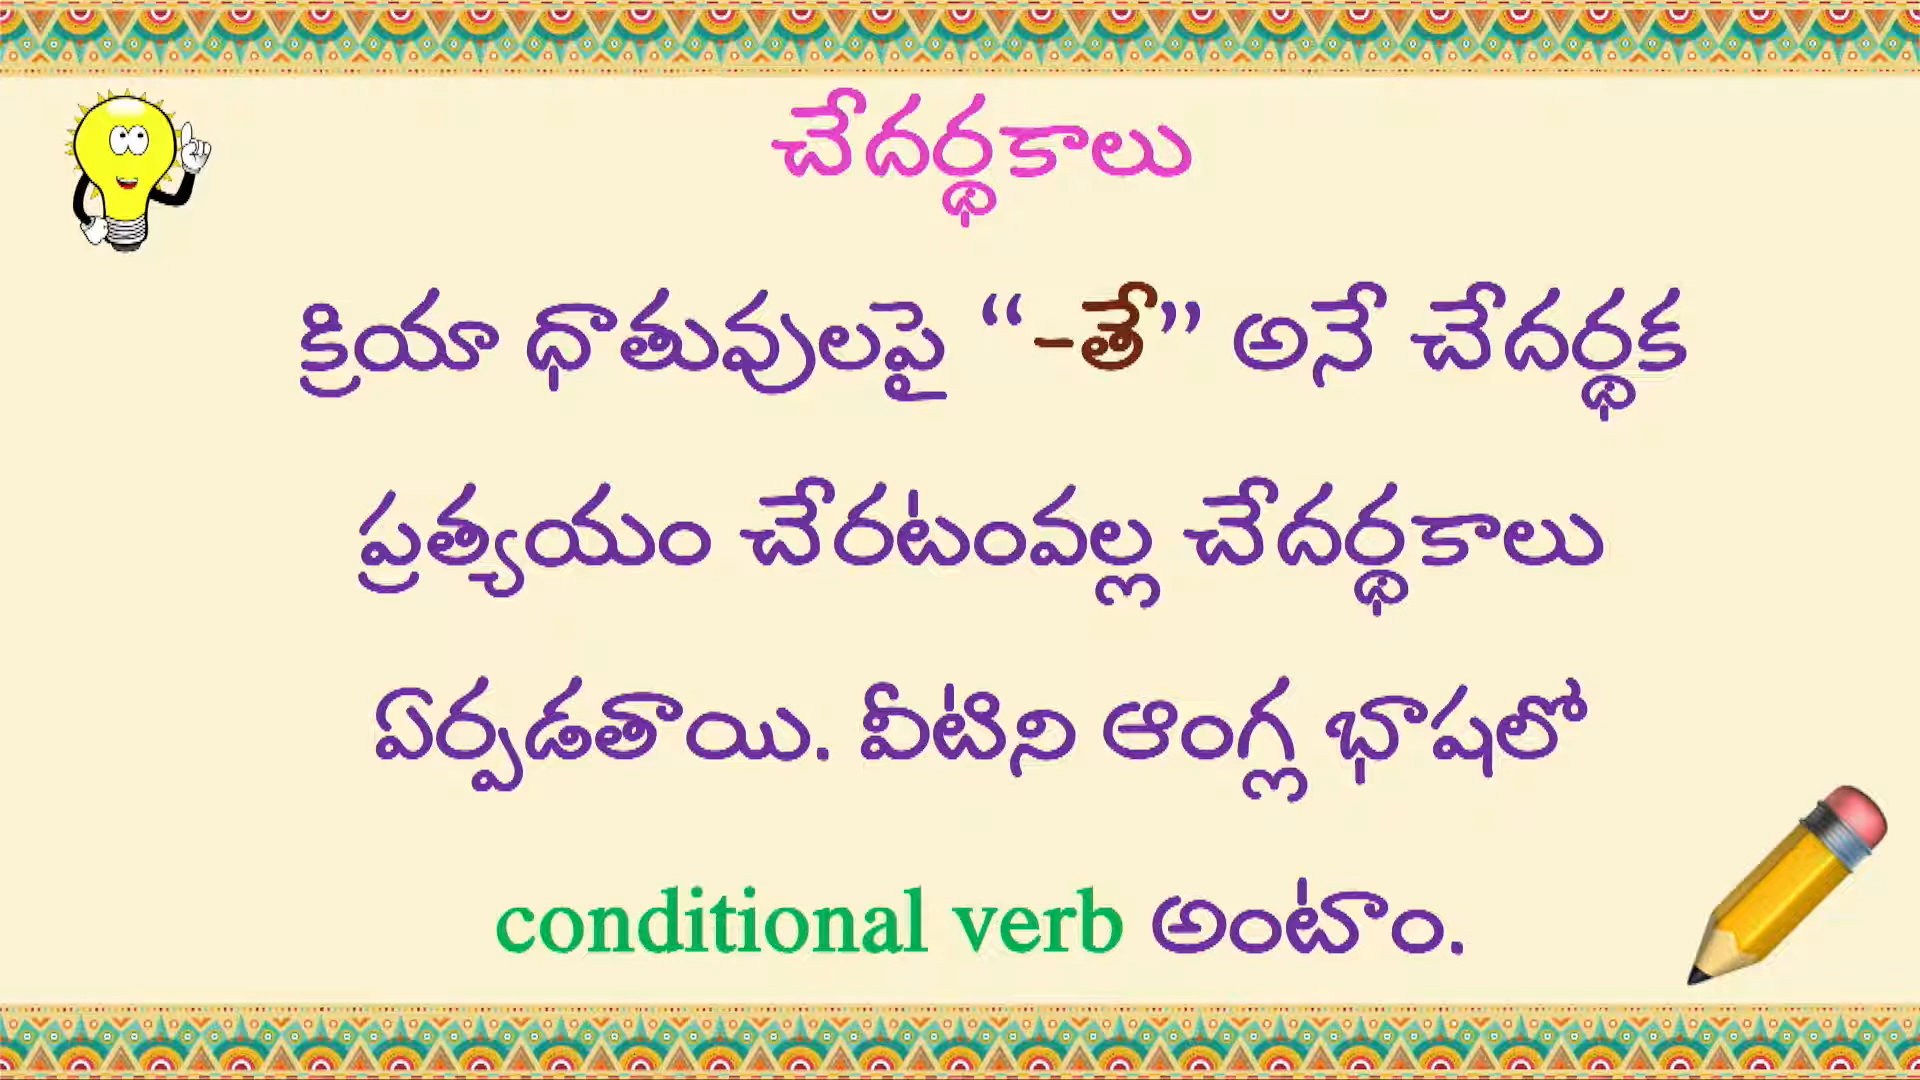 చేదర్థకాలు
క్రియా ధాతువులపై “-తే” అనే చేదర్థక
ప్రత్యయం చేరటంవల్ల చేదర్థకాలు
ఏర్పడతాయి. వీటిని ఆంగ్ల భాషలో
conditional verb అంటాం.